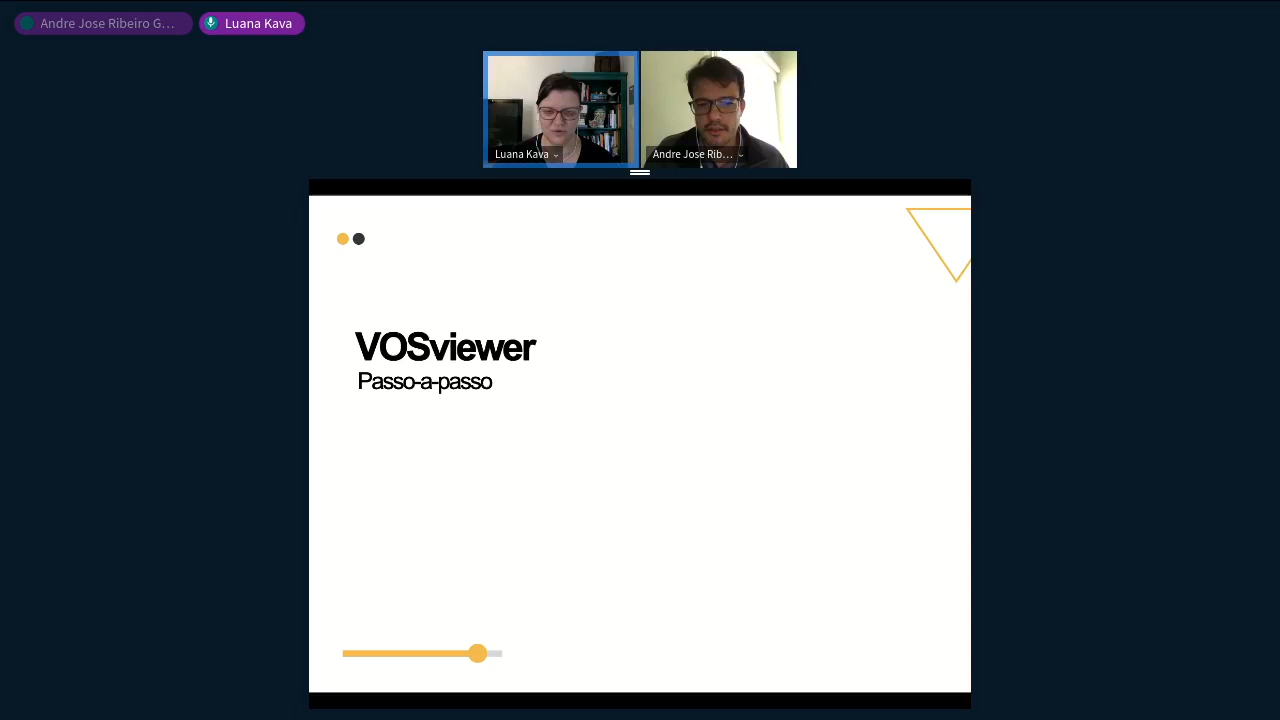 Andre Jose Ribeiro G…
Luana Kava
Luana Kava
Andre Jose Rib…
VOSviewer
Passo-a-passo